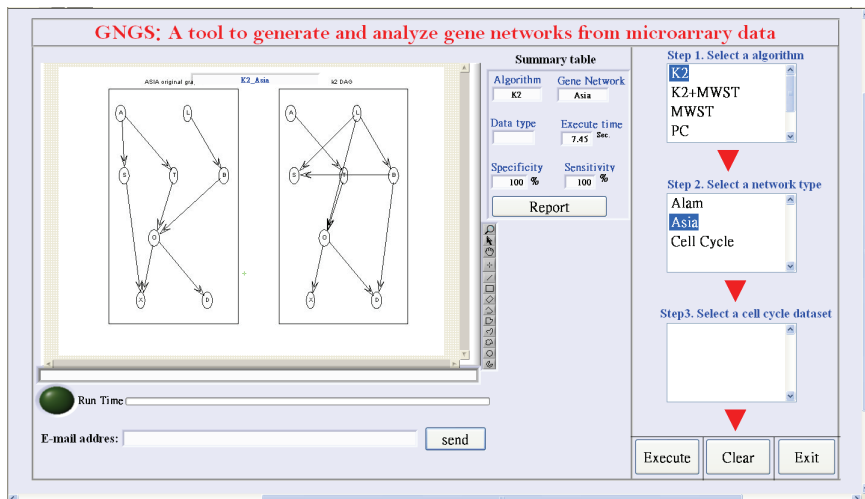 GNGS: A tool to generate and analyze gene networks from microarrary data
ASIA original gra
K2_Asia
k2 DAG
A
L
S
T
B
O
X
D
A
L
S
T
B
O
X
D
Summary table
Algorithm
Gene Network
K2
Asia
Data type
Execute time
7.45 Sec.
Specificity
Sensitivity
100 %
100 %
Report
Run Time
E-mail addres:
send
Step 1. Select a algorithm
K2
K2+MWST
MWST
PC
Step 2. Select a network type
Alam
Asia
Cell Cycle
Step3. Select a cell cycle dataset
Execute
Clear
Exit